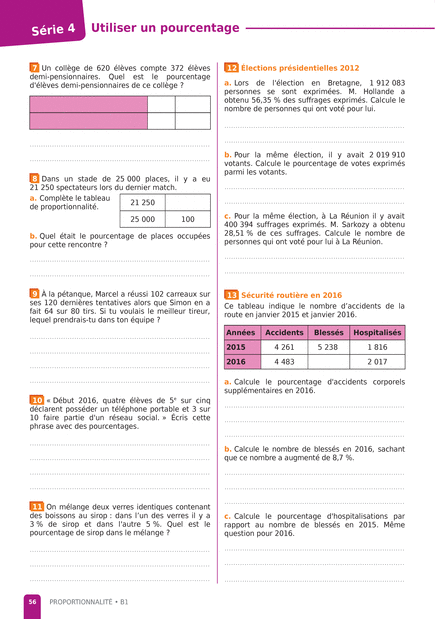 Série 4
Utiliser un pourcentage
7 Un collège de 620 élèves compte 372 élèves
demi-pensionnaires. Quel est le pourcentage
d'élèves demi-pensionnaires de ce collège ?
8 Dans un stade de 25 000 places, il y a eu
21 250 spectateurs lors du dernier match.
a. Complète le tableau
de proportionnalité.
21 250
25 000 100
b. Quel était le pourcentage de places occupées
pour cette rencontre ?
9 À la pétanque, Marcel a réussi 102 carreaux sur
ses 120 dernières tentatives alors que Simon en a
fait 64 sur 80 tirs. Si tu voulais le meilleur tireur,
lequel prendrais-tu dans ton équipe ?
10 « Début 2016, quatre élèves de 5e sur cinq
déclarent posséder un téléphone portable et 3 sur
10 faire partie d'un réseau social. » Écris cette
phrase avec des pourcentages.
11 On mélange deux verres identiques contenant
des boissons au sirop : dans l'un des verres il y a
3 % de sirop et dans l'autre 5 %. Quel est le
pourcentage de sirop dans le mélange ?
12 Élections présidentielles 2012
a. Lors de l'élection en Bretagne, 1 912 083
personnes se sont exprimées. M. Hollande a
obtenu 56,35 % des suffrages exprimés. Calcule le
nombre de personnes qui ont voté pour lui.
b. Pour la même élection, il y avait 2 019 910
votants. Calcule le pourcentage de votes exprimés
parmi les votants.
c. Pour la même élection, à La Réunion il y avait
400 394 suffrages exprimés. M. Sarkozy a obtenu
28,51 % de ces suffrages. Calcule le nombre de
personnes qui ont voté pour lui à La Réunion.
13 Sécurité routière en 2016
Ce tableau indique le nombre d'accidents de la
route en janvier 2015 et janvier 2016.
Années Accidents Blessés Hospitalisés
2015 4 261 5 238 1 816
2016 4 483 2 017
a. Calcule le pourcentage d'accidents corporels
supplémentaires en 2016.
b. Calcule le nombre de blessés en 2016, sachant
que ce nombre a augmenté de 8,7 %.
c. Calcule le pourcentage d'hospitalisations par
rapport au nombre de blessés en 2015. Même
question pour 2016.
56 PROPORTIONNALITÉ • B1